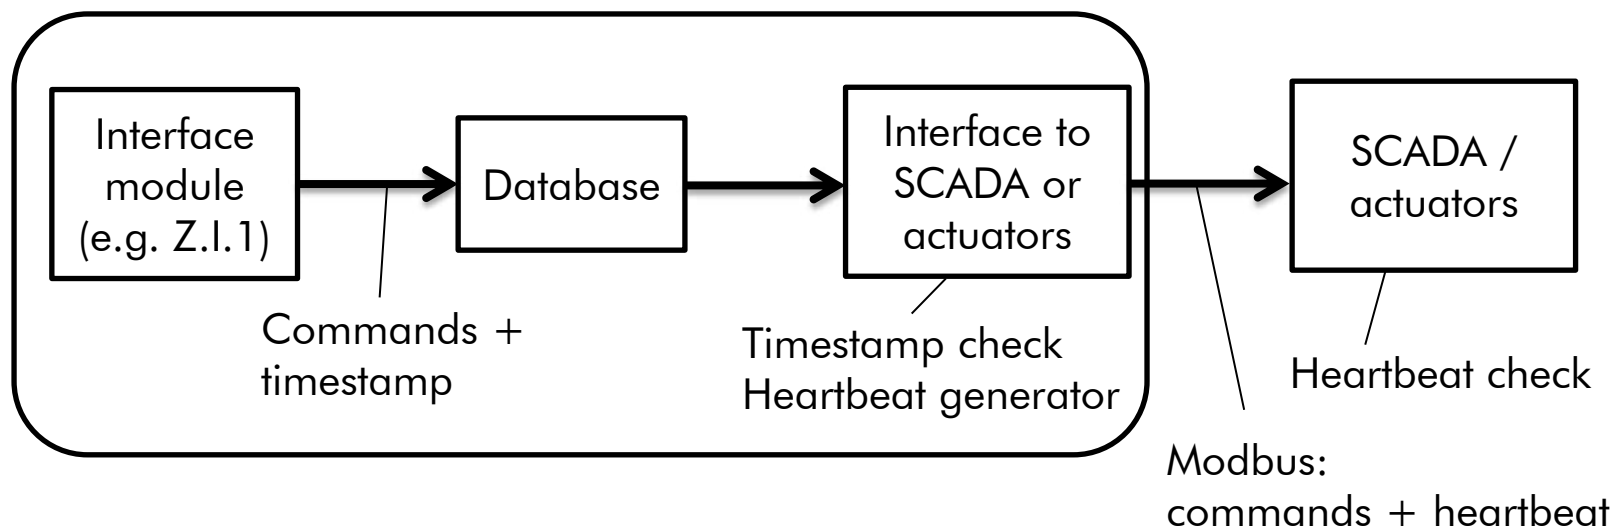 Interface
module
(e.g. Z.I.1)
Database
Interface to
SCADA or
actuators
SCADA /
actuators
Commands +
timestamp
Timestamp check
Heartbeat generator
Heartbeat check
Modbus:
commands + heartbeat